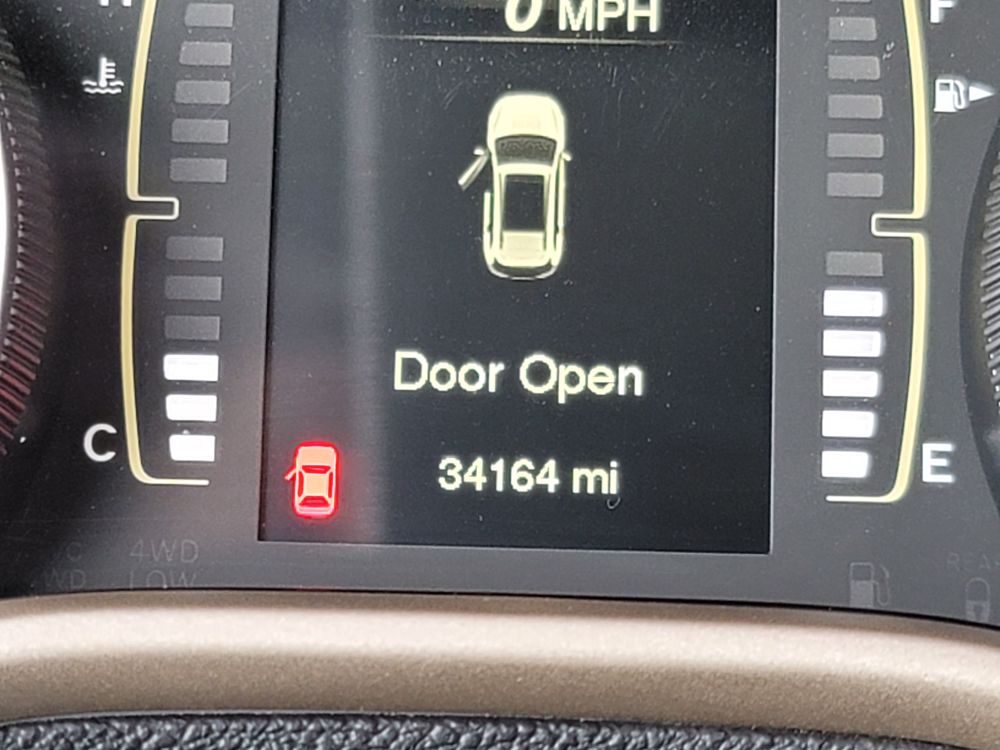 0 MPH
H
F
Door Open
C
34164 mi
E
4WD
LOW